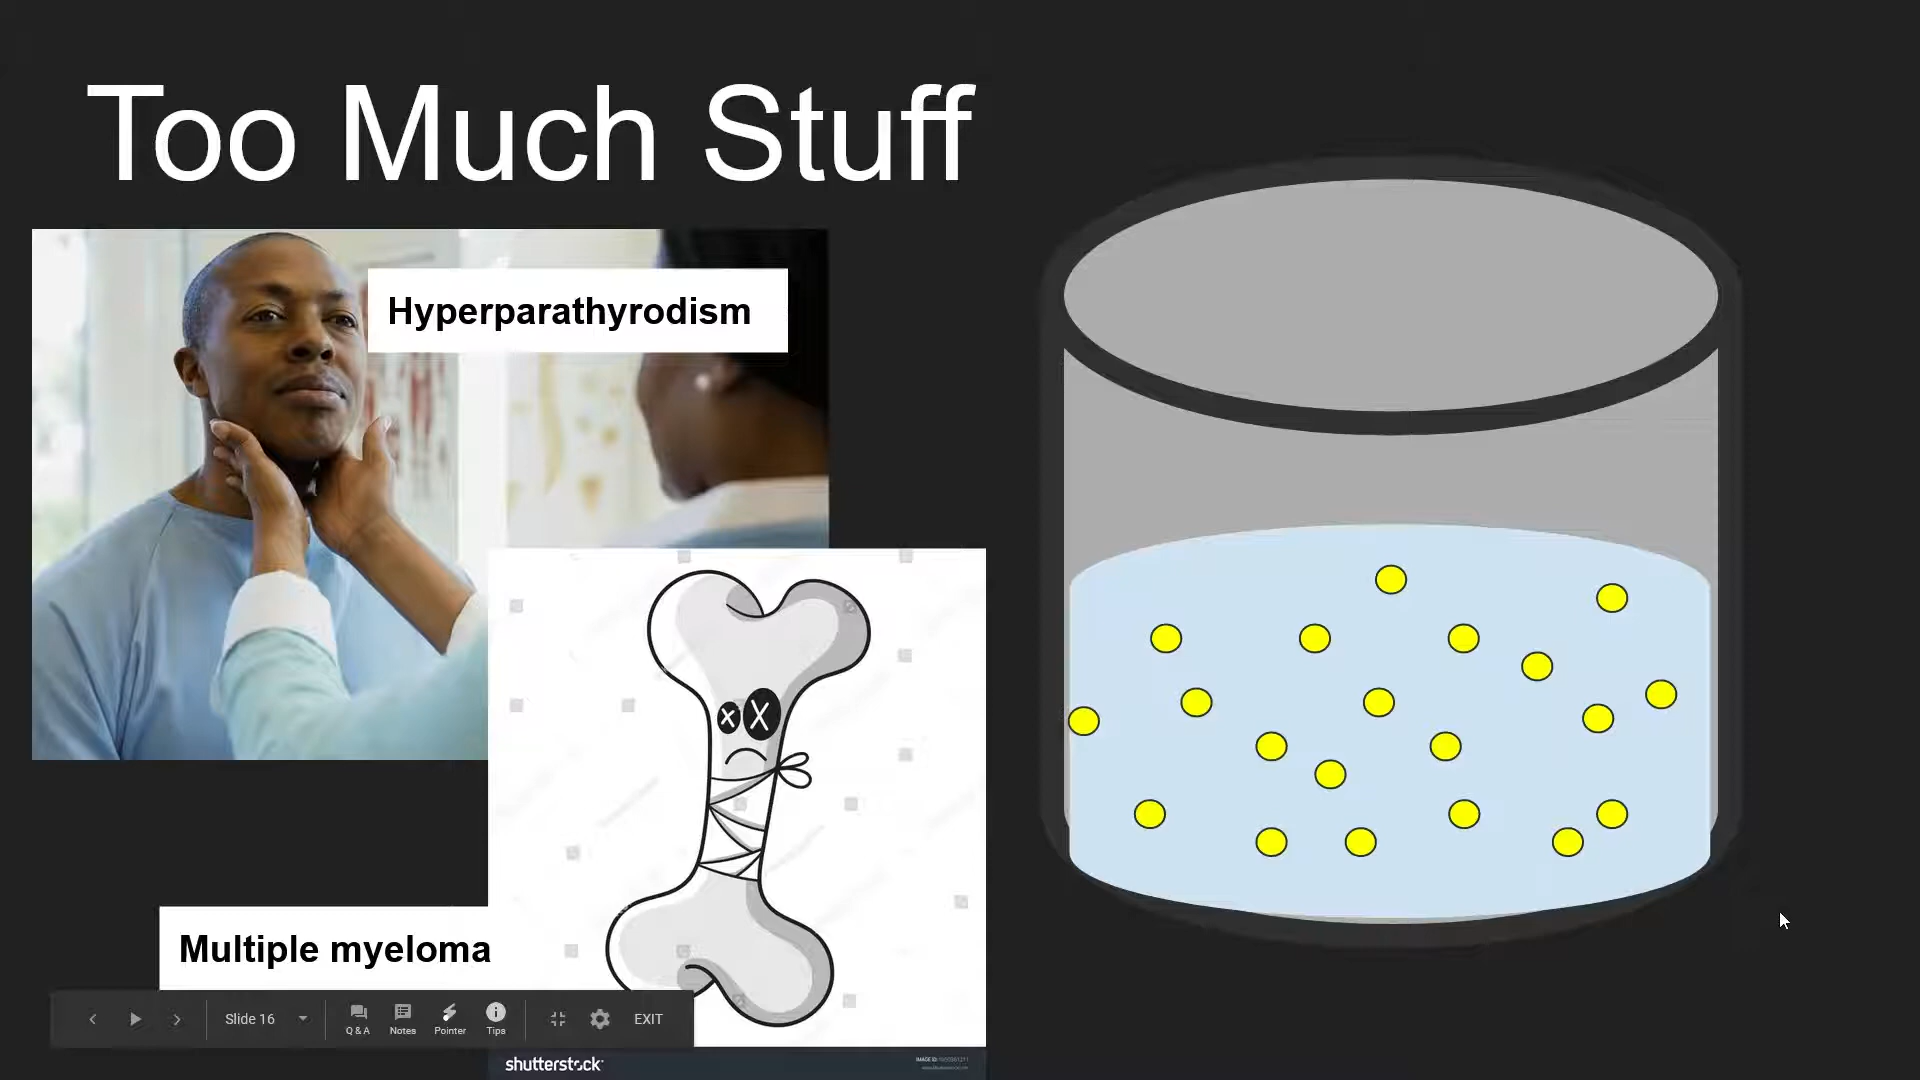 Too Much Stuff
Hyperparathyrodism
Multiple myeloma
Slide 16
Q & A
Notes
Pointer
Tips
EXIT
shutterstock